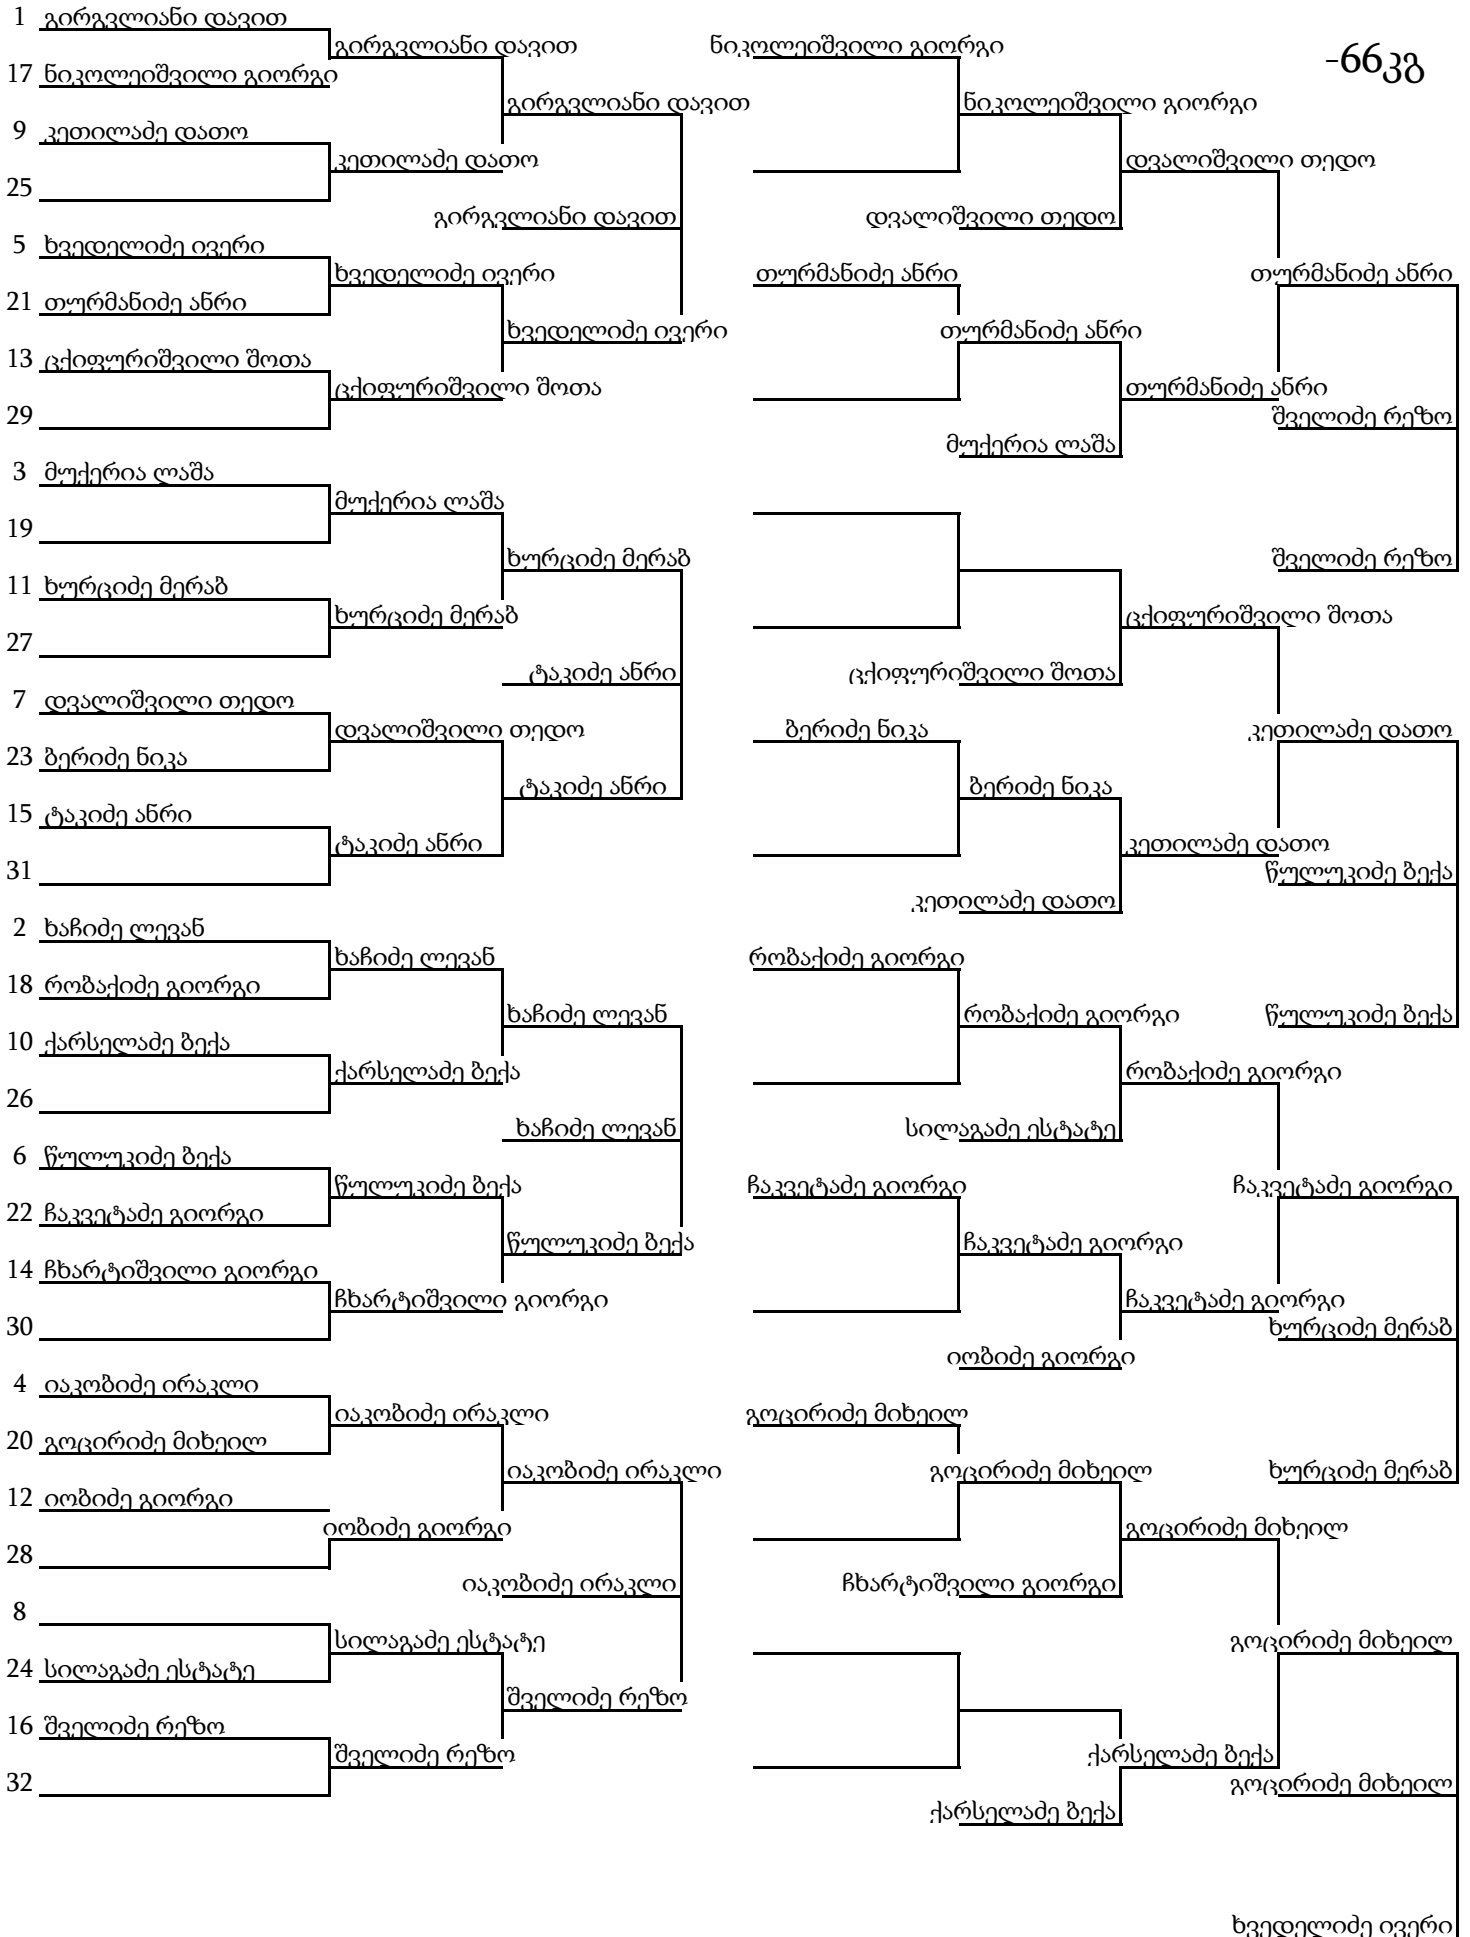 1 გირგვლიანი დავით
გირგვლიანი დავით
17 ნიკოლეიშვილი გიორგი
გირგვლიანი დავით
9 კეთილაძე დათო
კეთილაძე დათო
25
გირგვლიანი დავით
5 ხვედელიძე ივერი
ხვედელიძე ივერი
21 თურმანიძე ანრი
ხვედელიძე ივერი
13 ცქიფურიშვილი შოთა
ცქიფურიშვილი შოთა
29
3 მუქერია ლაშა
მუქერია ლაშა
19
ხურციძე მერაბ
11 ხურციძე მერაბ
ხურციძე მერაბ
27
ტაკიძე ანრი
7 დვალიშვილი თედო
დვალიშვილი თედო
23 ბერიძე ნიკა
ტაკიძე ანრი
15 ტაკიძე ანრი
ტაკიძე ანრი
31
2 ხაჩიძე ლევან
ხაჩიძე ლევან
18 რობაქიძე გიორგი
ხაჩიძე ლევან
10 ქარსელაძე ბექა
ქარსელაძე ბექა
26
ხაჩიძე ლევან
6 წულუკიძე ბექა
წულუკიძე ბექა
22 ჩაკვეტაძე გიორგი
წულუკიძე ბექა
14 ჩხარტიშვილი გიორგი
ჩხარტიშვილი გიორგი
30
4 იაკობიძე ირაკლი
იაკობიძე ირაკლი
20 გოცირიძე მიხეილ
იაკობიძე ირაკლი
12 იობიძე გიორგი
იობიძე გიორგი
28
იაკობიძე ირაკლი
8
სილაგაძე ესტატე
24 სილაგაძე ესტატე
შველიძე რეზო
16 შველიძე რეზო
შველიძე რეზო
32
-66კგ
ნიკოლეიშვილი გიორგი
ნიკოლეიშვილი გიორგი
დვალიშვილი თედო
დვალიშვილი თედო
თურმანიძე ანრი
თურმანიძე ანრი
თურმანიძე ანრი
თურმანიძე ანრი
შველიძე რეზო
მუქერია ლაშა
შველიძე რეზო
ცქიფურიშვილი შოთა
ცქიფურიშვილი შოთა
ბერიძე ნიკა
კეთილაძე დათო
ბერიძე ნიკა
კეთილაძე დათო
წულუკიძე ბექა
კეთილაძე დათო
რობაქიძე გიორგი
რობაქიძე გიორგი
წულუკიძე ბექა
რობაქიძე გიორგი
სილაგაძე ესტატე
ჩაკვეტაძე გიორგი
ჩაკვეტაძე გიორგი
ჩაკვეტაძე გიორგი
ჩაკვეტაძე გიორგი
ხურციძე მერაბ
იობიძე გიორგი
გოცირიძე მიხეილ
გოცირიძე მიხეილ
ხურციძე მერაბ
გოცირიძე მიხეილ
ჩხარტიშვილი გიორგი
გოცირიძე მიხეილ
ქარსელაძე ბექა
გოცირიძე მიხეილ
ქარსელაძე ბექა
ხვედელიძე ივერი